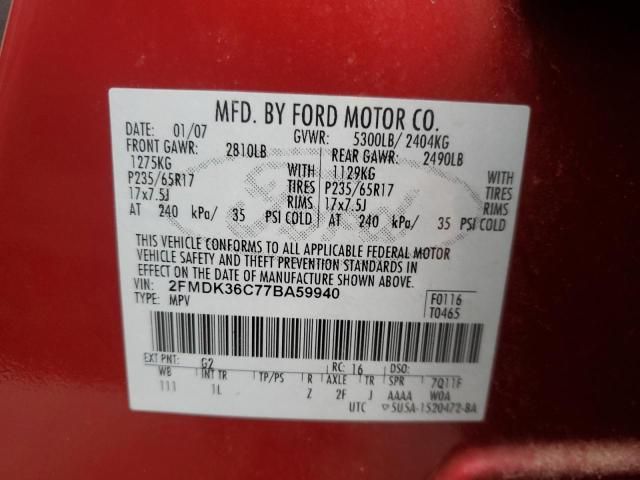 MFD. BY FORD MOTOR CO.
DATE: 01/07 GVWR: 5300LB/ 2404KG
FRONT GAWR: 2810LB REAR GAWR: 2490LB
1275KG WITH 1129KG WITH
P235/65R17 TIRES P235/65R17 TIRES
17x7.5J RIMS 17x7.5J RIMS
AT 240 kPa/ 35 PSI COLD AT 240 kPa/ 35 PSI COLD
THIS VEHICLE CONFORMS TO ALL APPLICABLE FEDERAL MOTOR
VEHICLE SAFETY AND THEFT PREVENTION STANDARDS IN
EFFECT ON THE DATE OF MANUFACTURE SHOWN ABOVE.
VIN: 2FMDK36C77BA59940 F0116
TYPE: MPV T0465
EXT PNT: G2 RC: 16 DSO:
WB INT TR TP/PS R AXLE TR SPR 7Q11F
111 1L Z 2F J AAAA W0A
UTC ▽5U5A-1520472-BA